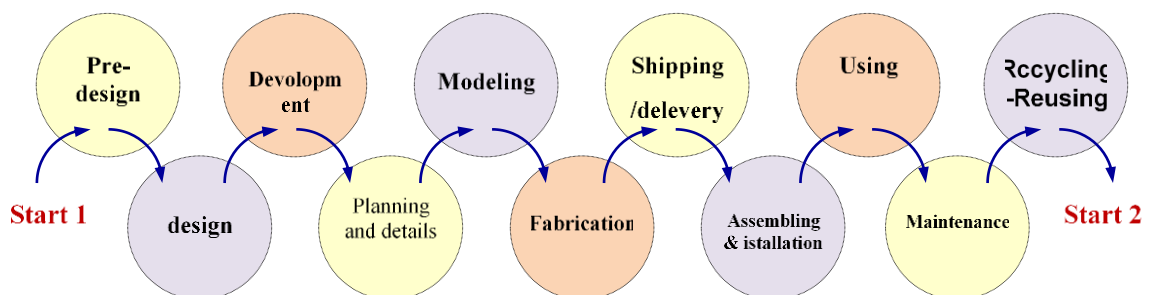 Start 1
Pre-
design
design
Devolopm
ent
Planning
and details
Modeling
Fabrication
Shipping
/delevery
Assembling
& istallation
Using
Maintenance
Rccycling
-Reusing
Start 2